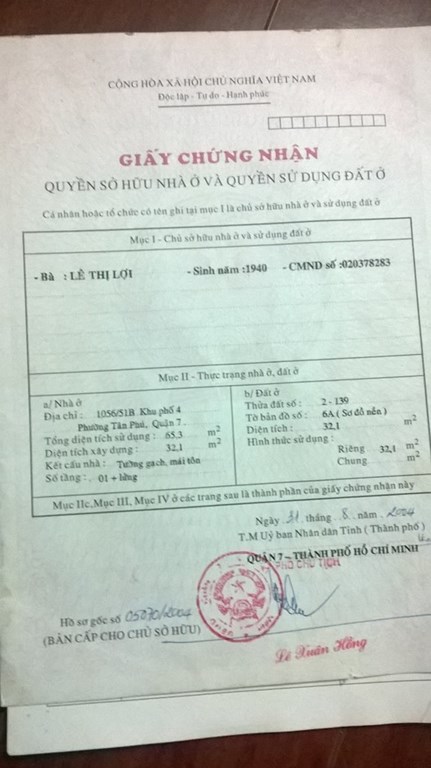 CỘNG HÒA XÃ HỘI CHỦ NGHĨA VIỆT NAM
Độc lập - Tự do - Hạnh phúc
GIẤY CHỨNG NHẬN
QUYỀN SỞ HỮU NHÀ Ở VÀ QUYỀN SỬ DỤNG ĐẤT Ở
Cá nhân hoặc tổ chức có tên ghi tại mục I là chủ sở hữu nhà ở và sử dụng đất ở
Mục I - Chủ sở hữu nhà ở và sử dụng đất ở
- Bà : LÊ THỊ LỢI - Sinh năm :1940 - CMND số :020378283
Mục II - Thực trạng nhà ở, đất ở
a/ Nhà ở
Địa chỉ : 1056/51B Khu phố 4
Phường Tân Phú, Quận 7.
Tổng diện tích sử dụng : 65,3 m²
Diện tích xây dựng : 32,1 m²
Kết cấu nhà : Tường gạch, mái tôn
Số tầng : 01 + lửng
b/ Đất ở
Thửa đất số : 2 - 139
Tờ bản đồ số : 6A ( Sơ đồ nền )
Diện tích : 32,1 m²
Hình thức sử dụng :
Riêng 32,1 m²
Chung m²
Mục IIc, Mục III, Mục IV ở các trang sau là thành phần của giấy chứng nhận này
Ngày 31 tháng 8 năm 2004
T.M Uỷ ban Nhân dân Tỉnh ( Thành phố )
QUẬN 7 – THÀNH PHỐ HỒ CHÍ MINH
PHÓ CHỦ TỊCH
Hồ sơ gốc số 05070/2004
(BẢN CẤP CHO CHỦ SỞ HỮU)
Lê Xuân Hồng